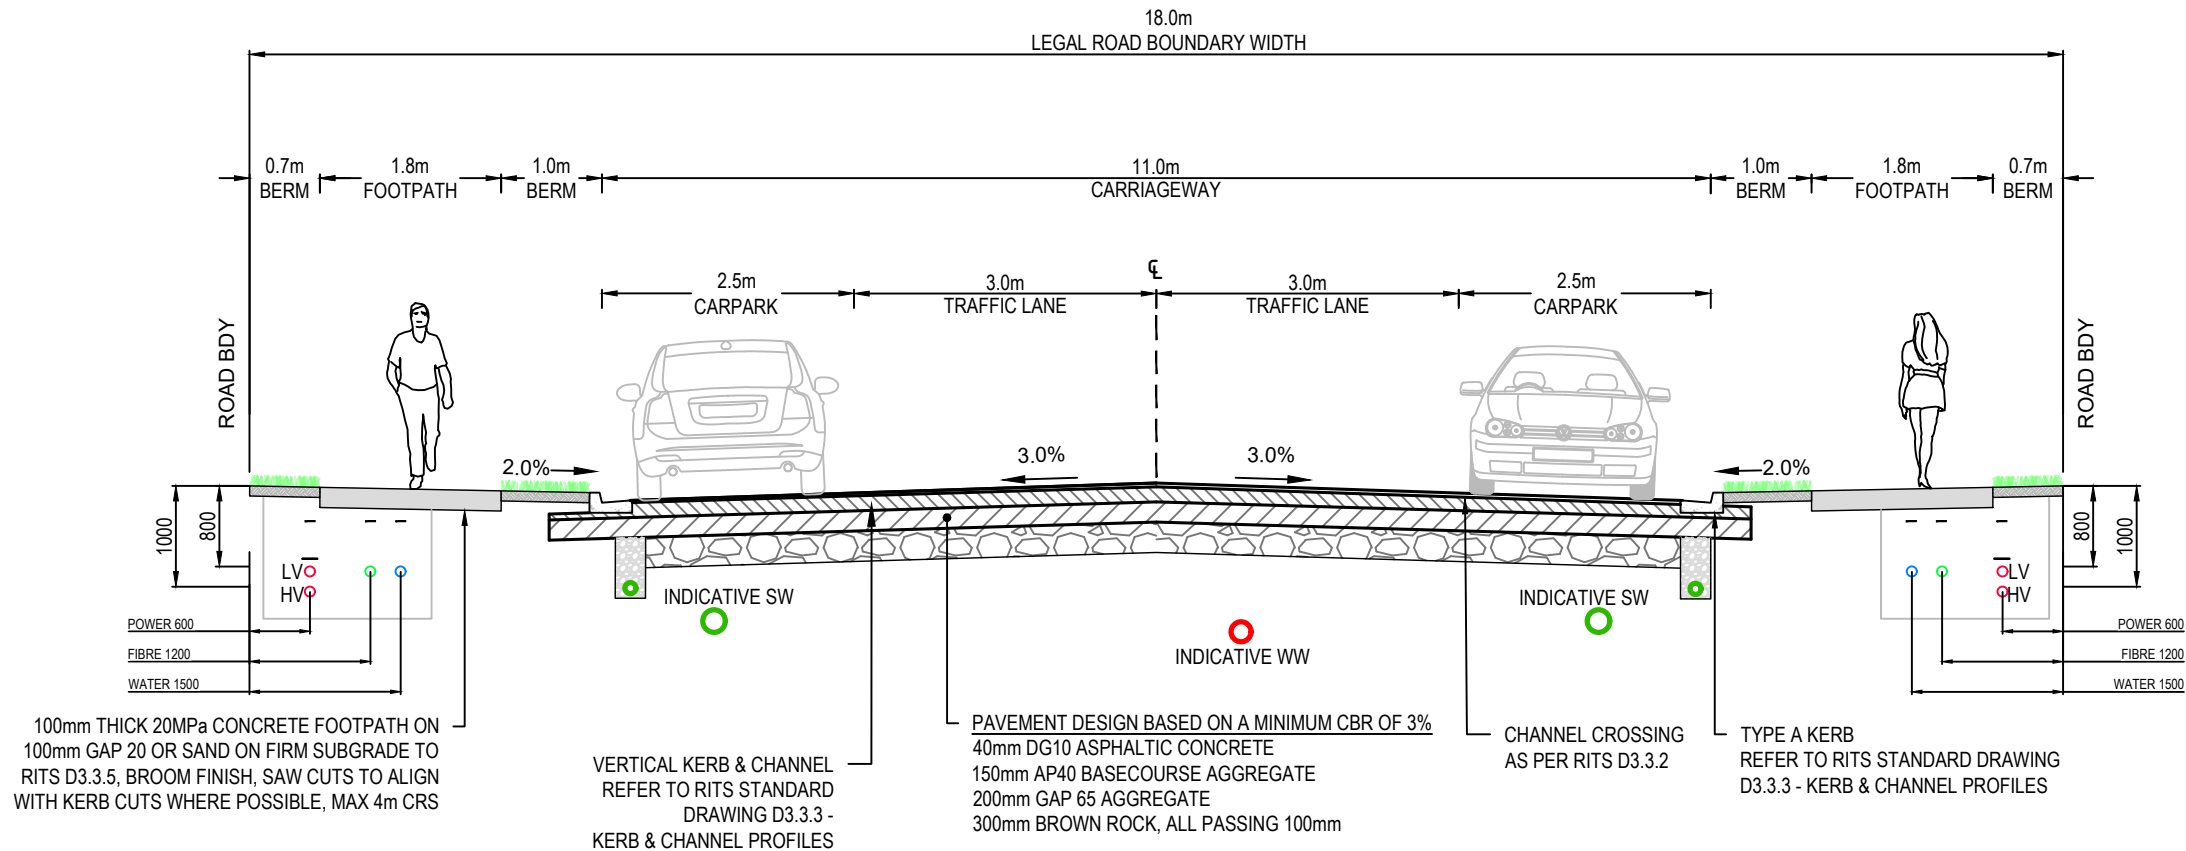 18.0m
LEGAL ROAD BOUNDARY WIDTH
0.7m
BERM
1.8m
FOOTPATH
1.0m
BERM
11.0m
CARRIAGEWAY
1.0m
BERM
1.8m
FOOTPATH
0.7m
BERM
2.5m
CARPARK
3.0m
TRAFFIC LANE
℄
3.0m
TRAFFIC LANE
2.5m
CARPARK
ROAD BDY
ROAD BDY
2.0%
3.0%
3.0%
2.0%
1000
800
800
1000
LV
HV
LV
HV
INDICATIVE SW
INDICATIVE SW
INDICATIVE WW
POWER 600
FIBRE 1200
WATER 1500
POWER 600
FIBRE 1200
WATER 1500
100mm THICK 20MPa CONCRETE FOOTPATH ON
100mm GAP 20 OR SAND ON FIRM SUBGRADE TO
RITS D3.3.5, BROOM FINISH, SAW CUTS TO ALIGN
WITH KERB CUTS WHERE POSSIBLE, MAX 4m CRS
VERTICAL KERB & CHANNEL
REFER TO RITS STANDARD
DRAWING D3.3.3 -
KERB & CHANNEL PROFILES
PAVEMENT DESIGN BASED ON A MINIMUM CBR OF 3%
40mm DG10 ASPHALTIC CONCRETE
150mm AP40 BASECOURSE AGGREGATE
200mm GAP 65 AGGREGATE
300mm BROWN ROCK, ALL PASSING 100mm
CHANNEL CROSSING
AS PER RITS D3.3.2
TYPE A KERB
REFER TO RITS STANDARD DRAWING
D3.3.3 - KERB & CHANNEL PROFILES